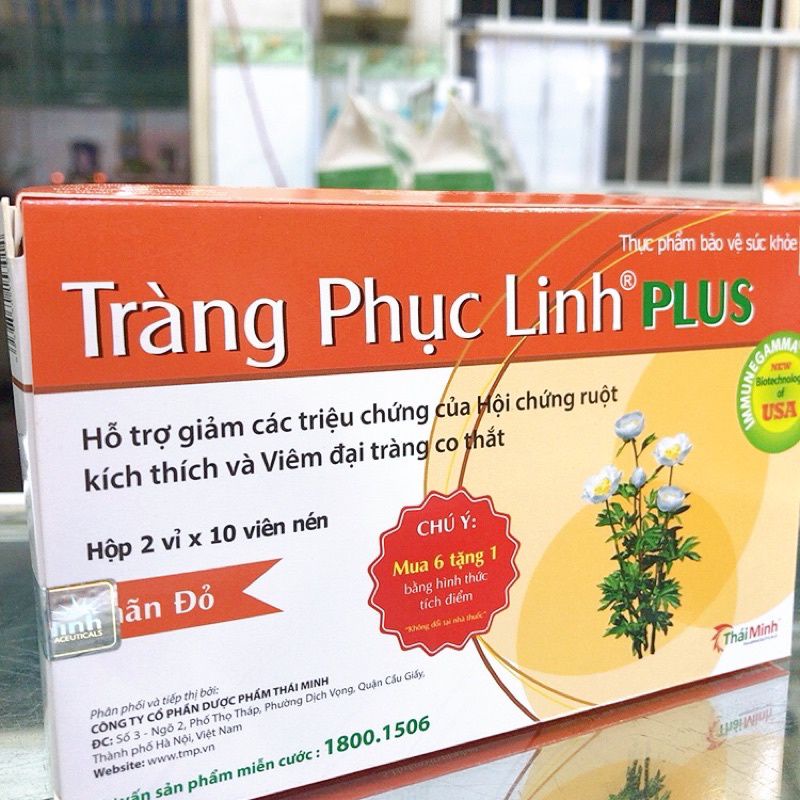 Thực phẩm bảo vệ sức khỏe
Tràng Phục Linh® PLUS
IMMUNEGAMMA
NEW
Biotechnology
of
USA
Hỗ trợ giảm các triệu chứng của Hội chứng ruột
kích thích và Viêm đại tràng co thắt
Hộp 2 vỉ x 10 viên nén
CHÚ Ý:
Mua 6 tặng 1
bằng hình thức
tích điểm
"Không đổi tại nhà thuốc"
Nhãn Đỏ
Thái Minh
Phân phối và tiếp thị bởi:
CÔNG TY CỔ PHẦN DƯỢC PHẨM THÁI MINH
ĐC: Số 3 - Ngõ 2, Phố Thọ Tháp, Phường Dịch Vọng, Quận Cầu Giấy,
Thành phố Hà Nội, Việt Nam
Website: www.tmp.vn
vấn sản phẩm miễn cước : 1800.1506